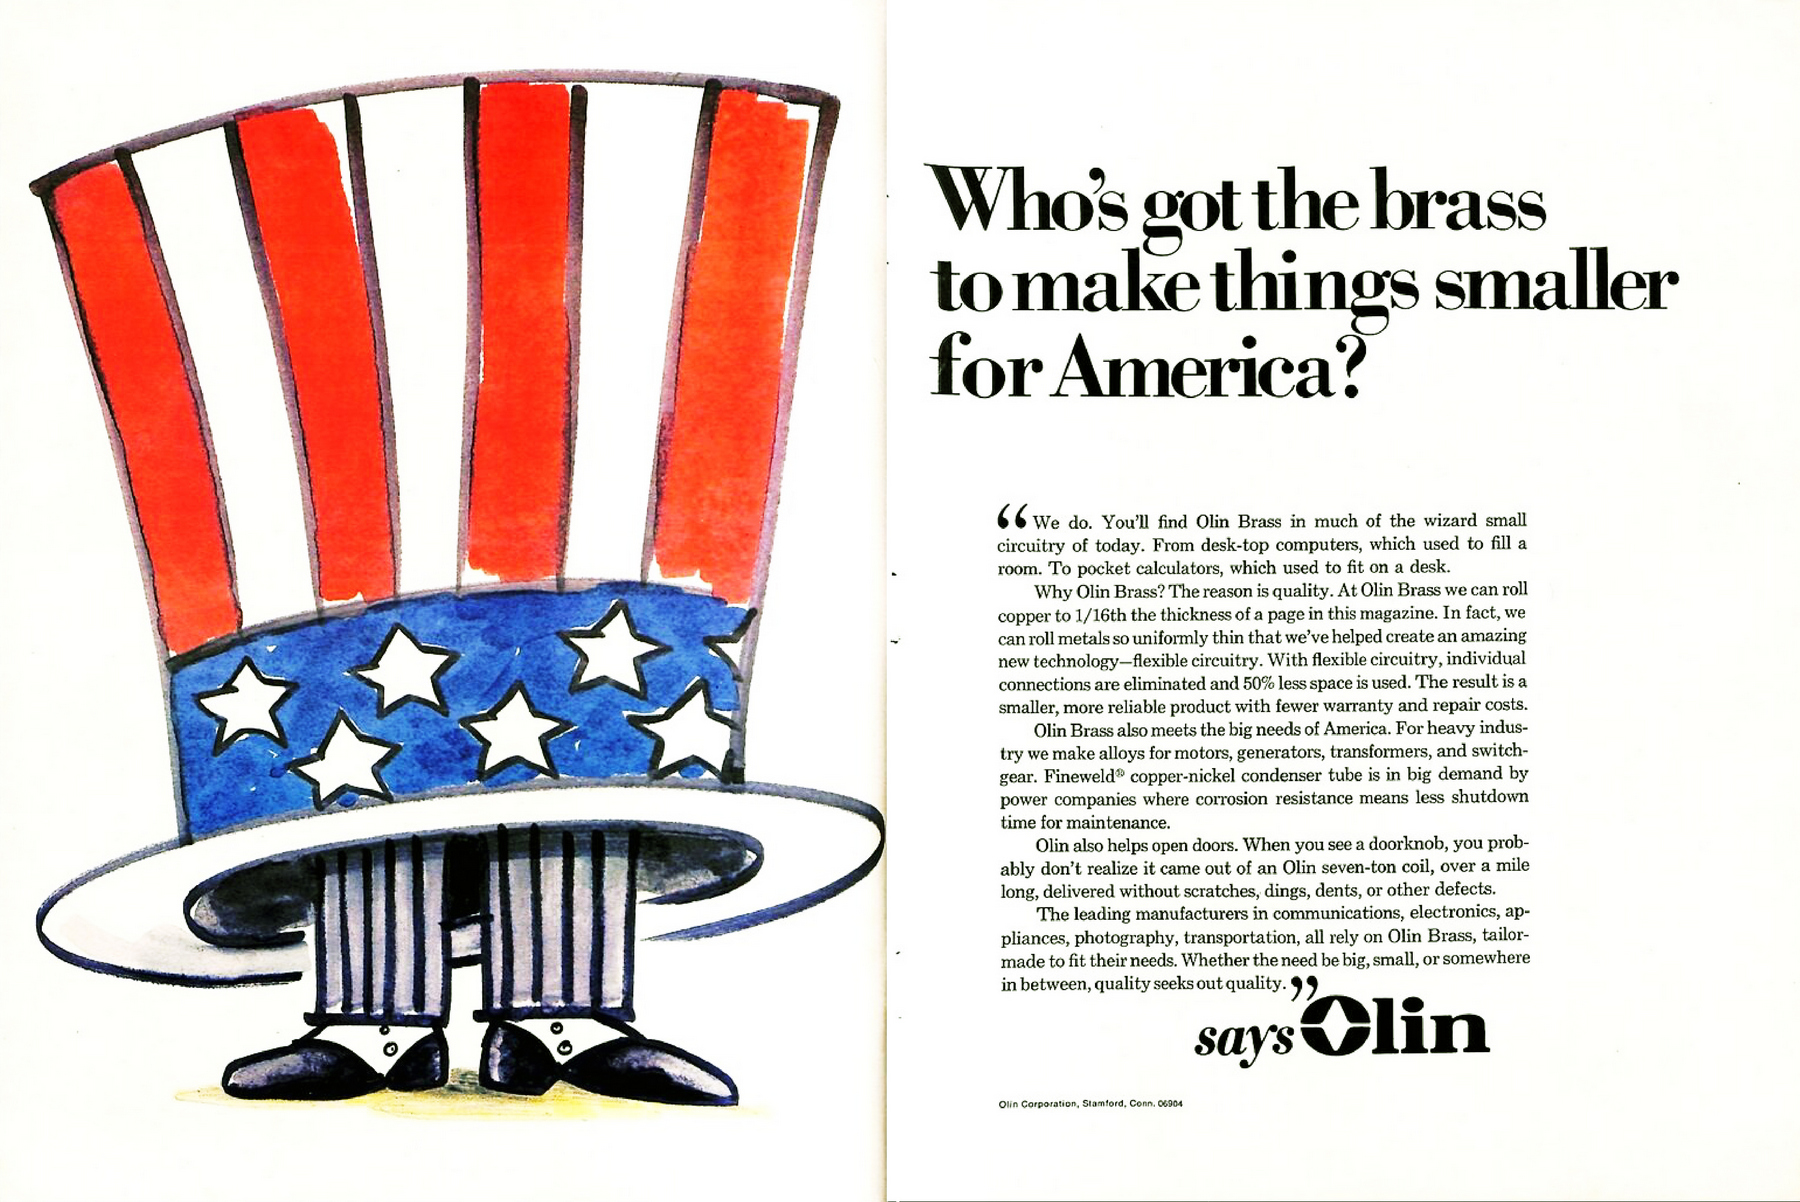 Who's got the brass
to make things smaller
for America?
“We do. You'll find Olin Brass in much of the wizard small
circuitry of today. From desk-top computers, which used to fill a
room. To pocket calculators, which used to fit on a desk.
Why Olin Brass? The reason is quality. At Olin Brass we can roll
copper to 1/16th the thickness of a page in this magazine. In fact, we
can roll metals so uniformly thin that we've helped create an amazing
new technology—flexible circuitry. With flexible circuitry, individual
connections are eliminated and 50% less space is used. The result is a
smaller, more reliable product with fewer warranty and repair costs.
Olin Brass also meets the big needs of America. For heavy indus-
try we make alloys for motors, generators, transformers, and switch-
gear. Fineweld® copper-nickel condenser tube is in big demand by
power companies where corrosion resistance means less shutdown
time for maintenance.
Olin also helps open doors. When you see a doorknob, you prob-
ably don't realize it came out of an Olin seven-ton coil, over a mile
long, delivered without scratches, dings, dents, or other defects.
The leading manufacturers in communications, electronics, ap-
pliances, photography, transportation, all rely on Olin Brass, tailor-
made to fit their needs. Whether the need be big, small, or somewhere
in between, quality seeks out quality.”
says Olin
Olin Corporation, Stamford, Conn. 06904